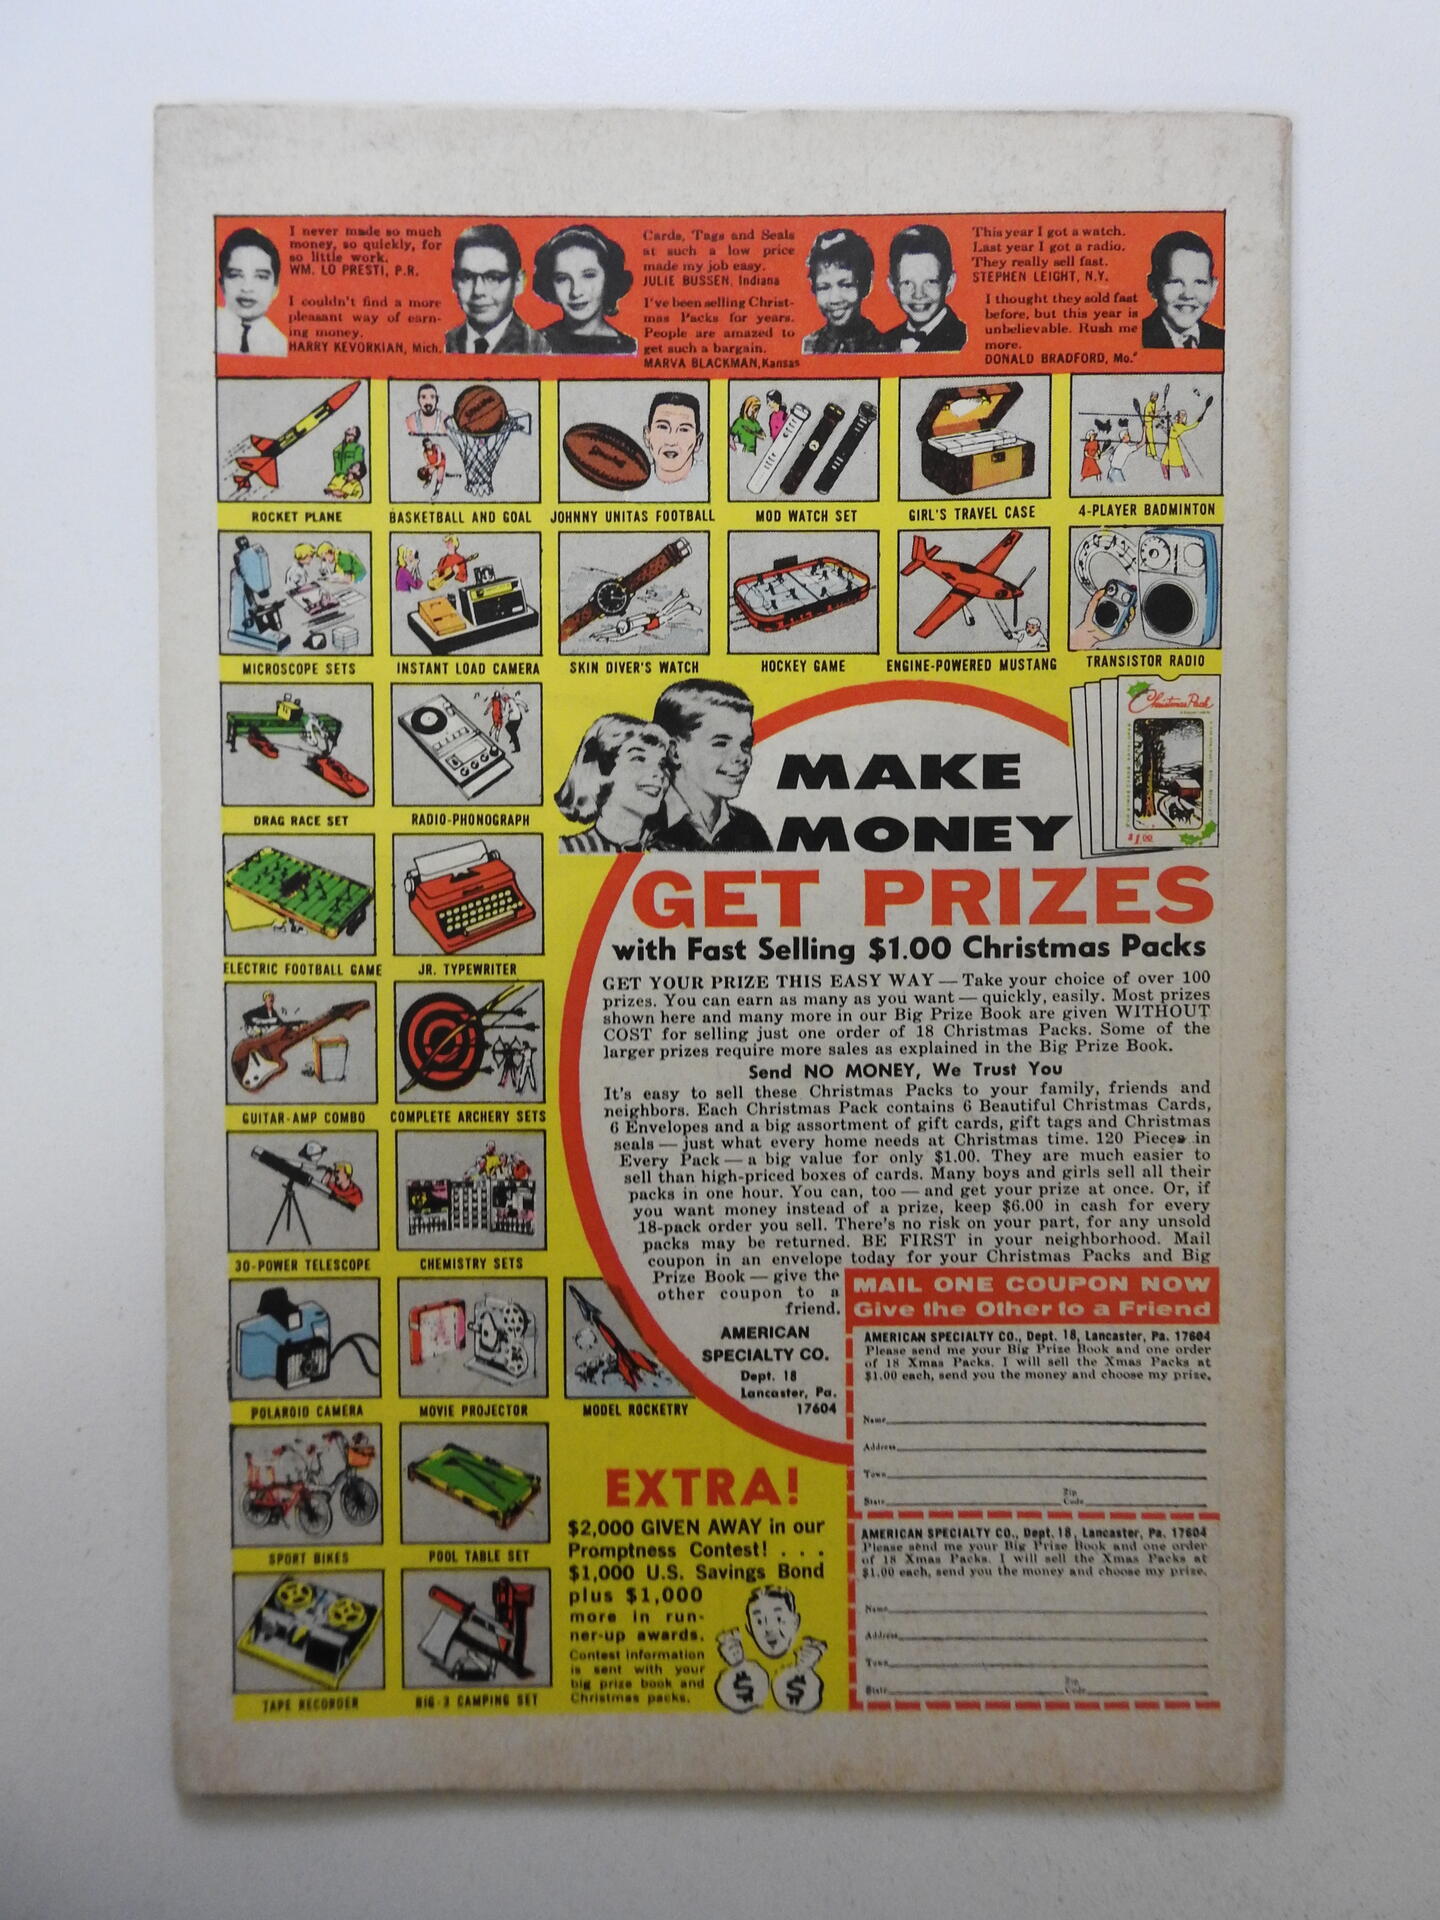 I never made so much
money, so quickly, for
so little work.
WM. LO PRESTI, P.R.
I couldn't find a more
pleasant way of earn-
ing money.
HARRY KEVORKIAN, Mich.
Cards, Tags and Seals
at such a low price
made my job easy.
JULIE BUSSEN, Indiana
I've been selling Christ-
mas Packs for years.
People are amazed to
get such a bargain.
MARVA BLACKMAN, Kansas
This year I got a watch.
Last year I got a radio.
They really sell fast.
STEPHEN LEIGHT, N.Y.
I thought they sold fast
before, but this year is
unbelievable. Rush me
more.
DONALD BRADFORD, Mo."
ROCKET PLANE
BASKETBALL AND GOAL
JOHNNY UNITAS FOOTBALL
MOD WATCH SET
GIRL'S TRAVEL CASE
4-PLAYER BADMINTON
MICROSCOPE SETS
INSTANT LOAD CAMERA
SKIN DIVER'S WATCH
HOCKEY GAME
ENGINE-POWERED MUSTANG
TRANSISTOR RADIO
DRAG RACE SET
RADIO-PHONOGRAPH
ELECTRIC FOOTBALL GAME
JR. TYPEWRITER
GUITAR-AMP COMBO
COMPLETE ARCHERY SETS
30-POWER TELESCOPE
CHEMISTRY SETS
POLAROID CAMERA
MOVIE PROJECTOR
MODEL ROCKETRY
SPORT BIKES
POOL TABLE SET
TAPE RECORDER
BIG-3 CAMPING SET
Christmas Pack
$1.00
MAKE
MONEY
GET PRIZES
with Fast Selling $1.00 Christmas Packs
GET YOUR PRIZE THIS EASY WAY — Take your choice of over 100
prizes. You can earn as many as you want — quickly, easily. Most prizes
shown here and many more in our Big Prize Book are given WITHOUT
COST for selling just one order of 18 Christmas Packs. Some of the
larger prizes require more sales as explained in the Big Prize Book.
Send NO MONEY, We Trust You
It's easy to sell these Christmas Packs to your family, friends and
neighbors. Each Christmas Pack contains 6 Beautiful Christmas Cards,
6 Envelopes and a big assortment of gift cards, gift tags and Christmas
seals — just what every home needs at Christmas time. 120 Pieces in
Every Pack — a big value for only $1.00. They are much easier to
sell than high-priced boxes of cards. Many boys and girls sell all their
packs in one hour. You can, too — and get your prize at once. Or, if
you want money instead of a prize, keep $6.00 in cash for every
18-pack order you sell. There's no risk on your part, for any unsold
packs may be returned. BE FIRST in your neighborhood. Mail
coupon in an envelope today for your Christmas Packs and Big
Prize Book — give the
other coupon to a
friend.
AMERICAN
SPECIALTY CO.
Dept. 18
Lancaster, Pa.
17604
MAIL ONE COUPON NOW
Give the Other to a Friend
AMERICAN SPECIALTY CO., Dept. 18, Lancaster, Pa. 17604
Please send me your Big Prize Book and one order
of 18 Xmas Packs. I will sell the Xmas Packs at
$1.00 each, send you the money and choose my prize.
Name
Address
Town
State Zip Code
AMERICAN SPECIALTY CO., Dept. 18, Lancaster, Pa. 17604
Please send me your Big Prize Book and one order
of 18 Xmas Packs. I will sell the Xmas Packs at
$1.00 each, send you the money and choose my prize.
Name
Address
Town
State Zip Code
EXTRA!
$2,000 GIVEN AWAY in our
Promptness Contest! . . .
$1,000 U.S. Savings Bond
plus $1,000
more in run-
ner-up awards.
Contest information
is sent with your
big prize book and
Christmas packs.
$ $